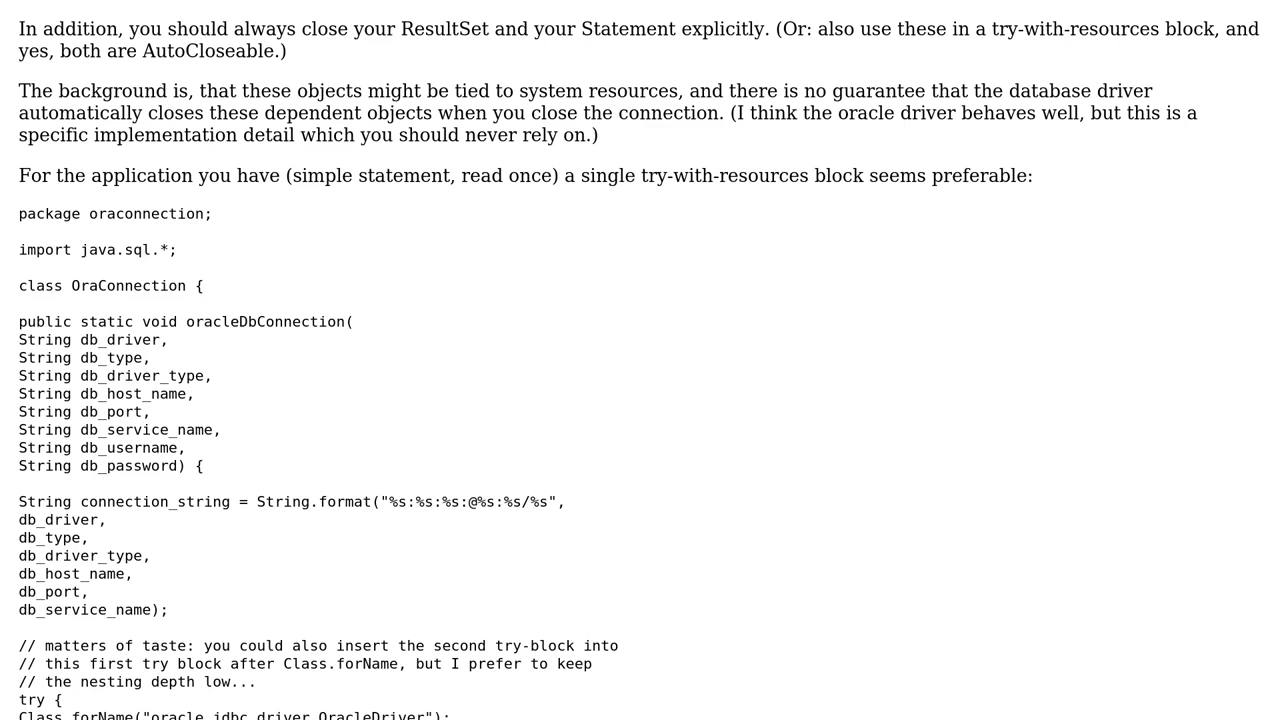 In addition, you should always close your ResultSet and your Statement explicitly. (Or: also use these in a try-with-resources block, and
yes, both are AutoCloseable.)
The background is, that these objects might be tied to system resources, and there is no guarantee that the database driver
automatically closes these dependent objects when you close the connection. (I think the oracle driver behaves well, but this is a
specific implementation detail which you should never rely on.)
For the application you have (simple statement, read once) a single try-with-resources block seems preferable:
package oraconnection;
import java.sql.*;
class OraConnection {
public static void oracleDbConnection(
String db_driver,
String db_type,
String db_driver_type,
String db_host_name,
String db_port,
String db_service_name,
String db_username,
String db_password) {
String connection_string = String.format("%s:%s:%s:@%s:%s/%s",
db_driver,
db_type,
db_driver_type,
db_host_name,
db_port,
db_service_name);
// matters of taste: you could also insert the second try-block into
// this first try block after Class.forName, but I prefer to keep
// the nesting depth low...
try {
Class.forName("oracle.jdbc.driver.OracleDriver");